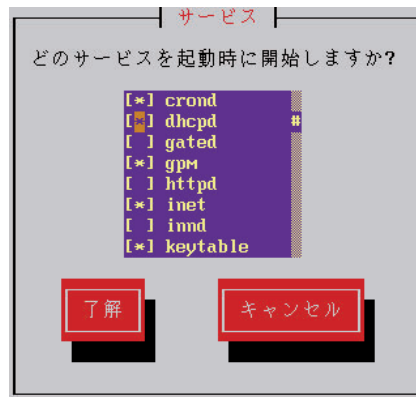 サービス
どのサービスを起動時に開始しますか?
[*] crond
[*] dhcpd #
[ ] gated
[*] gpm
[ ] httpd
[*] inet
[ ] innd
[*] keytable
了解 キャンセル